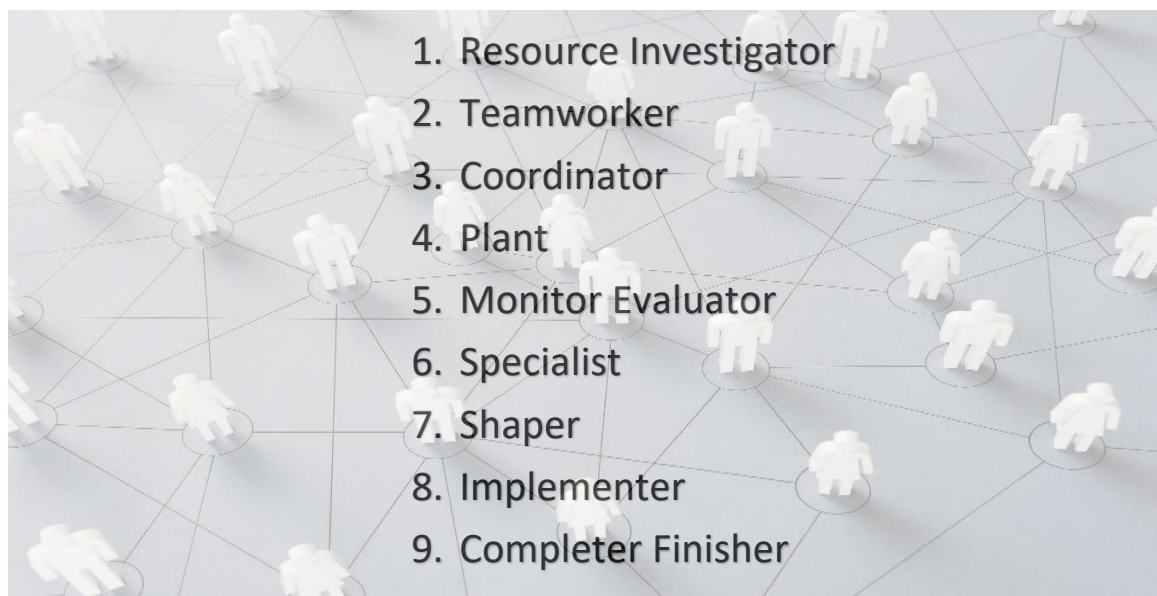 1. Resource Investigator
2. Teamworker
3. Coordinator
4. Plant
5. Monitor Evaluator
6. Specialist
7. Shaper
8. Implementer
9. Completer Finisher